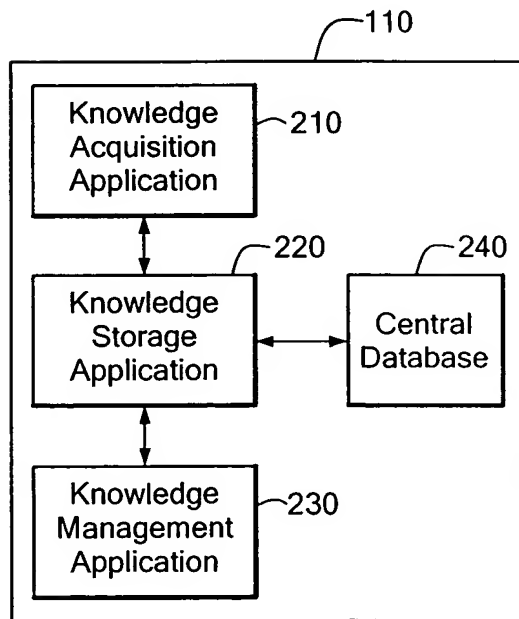 110
Knowledge
Acquisition
Application
210
220
240
Knowledge
Storage
Application
Central
Database
Knowledge
Management
Application
230